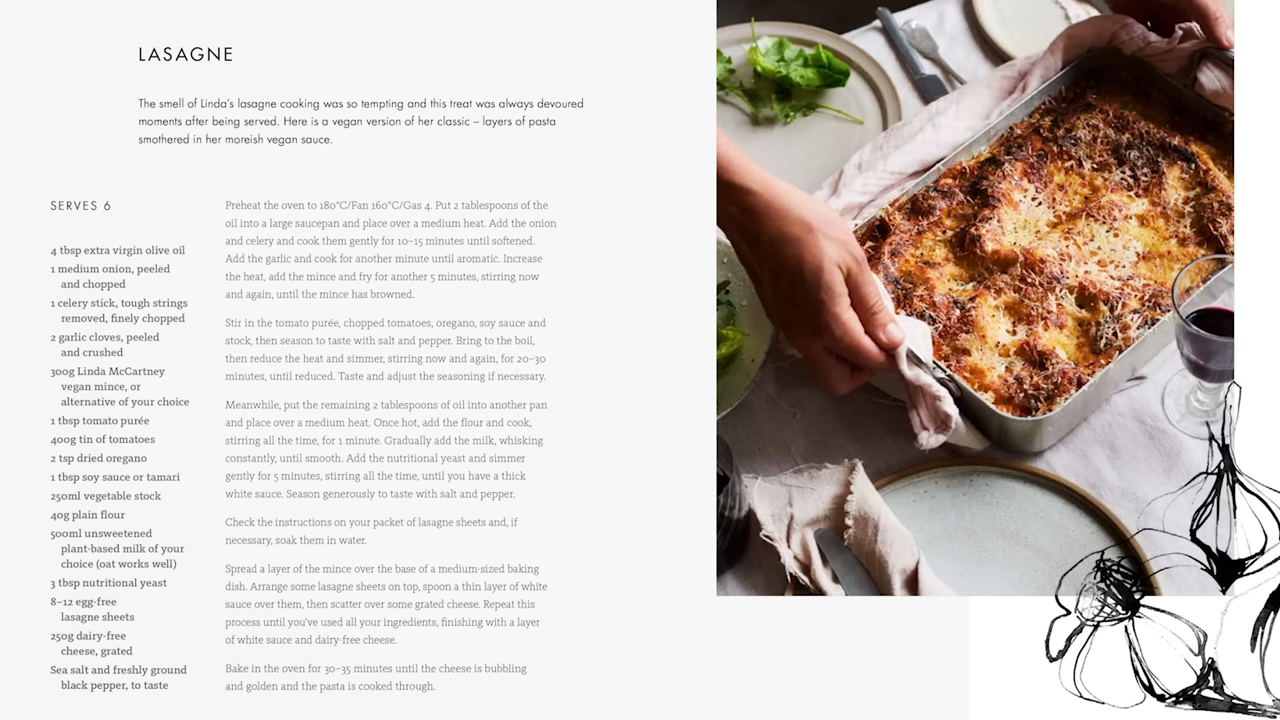 LASAGNE
The smell of Linda's lasagne cooking was so tempting and this treat was always devoured
moments after being served. Here is a vegan version of her classic – layers of pasta
smothered in her moreish vegan sauce.
SERVES 6
4 tbsp extra virgin olive oil
1 medium onion, peeled
and chopped
1 celery stick, tough strings
removed, finely chopped
2 garlic cloves, peeled
and crushed
300g Linda McCartney
vegan mince, or
alternative of your choice
1 tbsp tomato purée
400g tin of tomatoes
2 tsp dried oregano
1 tbsp soy sauce or tamari
250ml vegetable stock
40g plain flour
500ml unsweetened
plant-based milk of your
choice (oat works well)
3 tbsp nutritional yeast
8–12 egg-free
lasagne sheets
250g dairy-free
cheese, grated
Sea salt and freshly ground
black pepper, to taste
Preheat the oven to 180°C/Fan 160°C/Gas 4. Put 2 tablespoons of the
oil into a large saucepan and place over a medium heat. Add the onion
and celery and cook them gently for 10–15 minutes until softened.
Add the garlic and cook for another minute until aromatic. Increase
the heat, add the mince and fry for another 5 minutes, stirring now
and again, until the mince has browned.
Stir in the tomato purée, chopped tomatoes, oregano, soy sauce and
stock, then season to taste with salt and pepper. Bring to the boil,
then reduce the heat and simmer, stirring now and again, for 20–30
minutes, until reduced. Taste and adjust the seasoning if necessary.
Meanwhile, put the remaining 2 tablespoons of oil into another pan
and place over a medium heat. Once hot, add the flour and cook,
stirring all the time, for 1 minute. Gradually add the milk, whisking
constantly, until smooth. Add the nutritional yeast and simmer
gently for 5 minutes, stirring all the time, until you have a thick
white sauce. Season generously to taste with salt and pepper.
Check the instructions on your packet of lasagne sheets and, if
necessary, soak them in water.
Spread a layer of the mince over the base of a medium-sized baking
dish. Arrange some lasagne sheets on top, spoon a thin layer of white
sauce over them, then scatter over some grated cheese. Repeat this
process until you've used all your ingredients, finishing with a layer
of white sauce and dairy-free cheese.
Bake in the oven for 30–35 minutes until the cheese is bubbling
and golden and the pasta is cooked through.